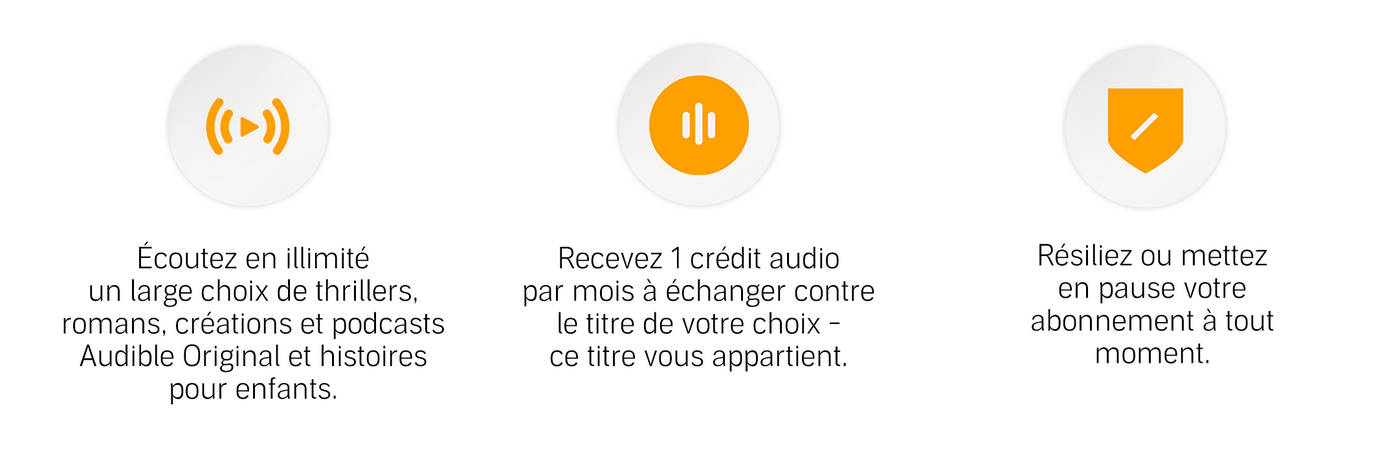 Écoutez en illimité
un large choix de thrillers,
romans, créations et podcasts
Audible Original et histoires
pour enfants.
Recevez 1 crédit audio
par mois à échanger contre
le titre de votre choix –
ce titre vous appartient.
Résiliez ou mettez
en pause votre
abonnement à tout
moment.